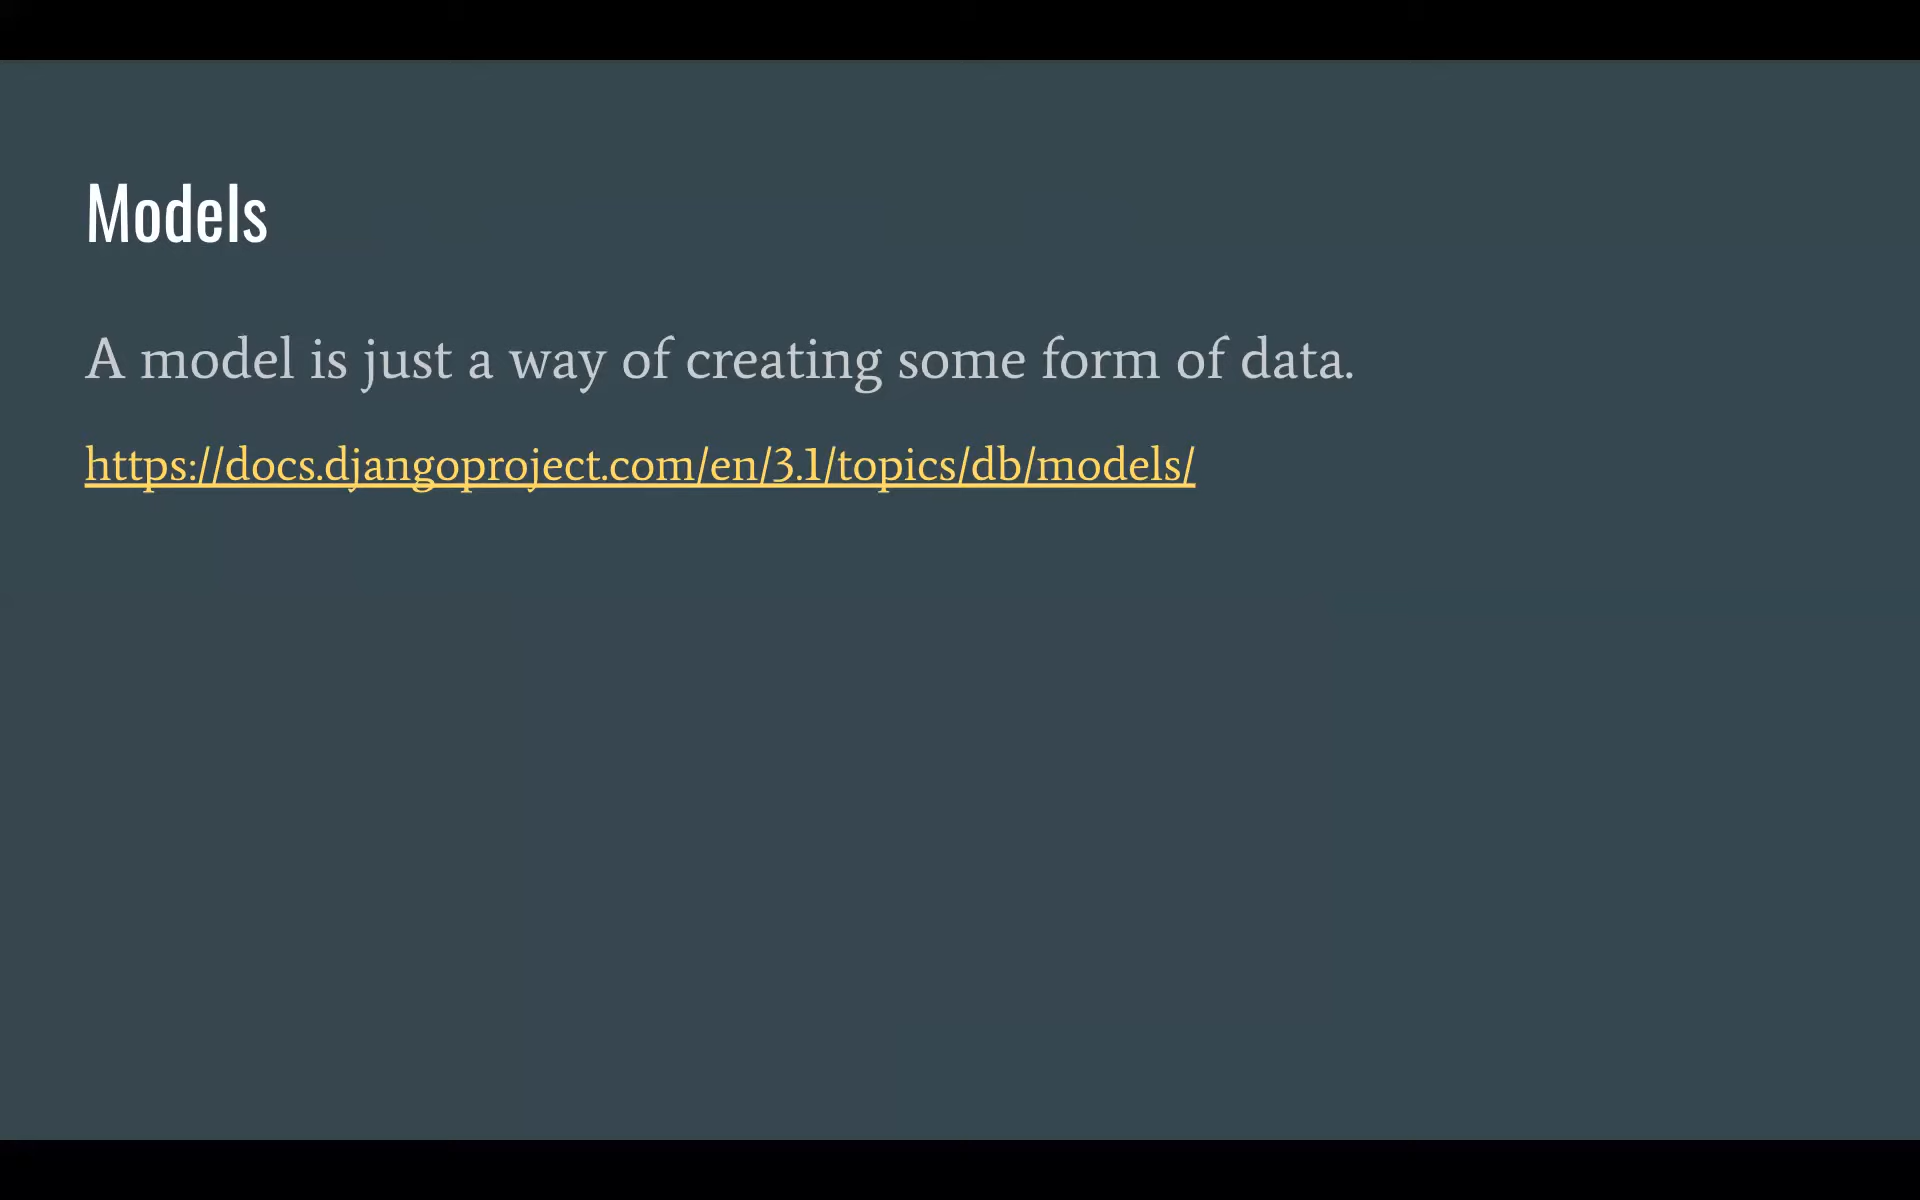 Models
A model is just a way of creating some form of data.
https://docs.djangoproject.com/en/3.1/topics/db/models/